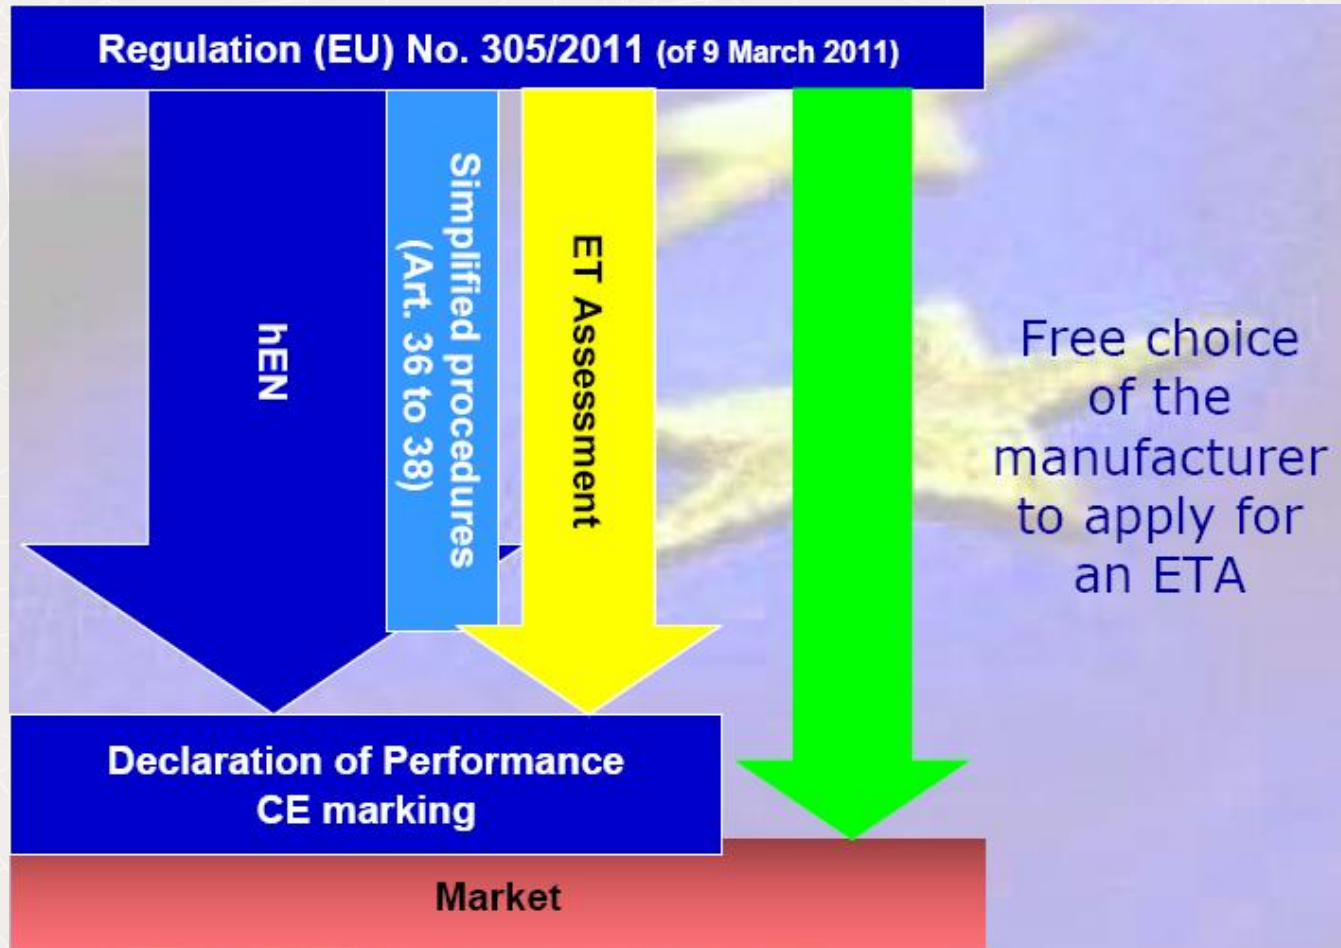 Regulation (EU) No. 305/2011 (of 9 March 2011)
hEN
Simplified procedures
(Art. 36 to 38)
ET Assessment
Free choice
of the
manufacturer
to apply for
an ETA
Declaration of Performance
CE marking
Market